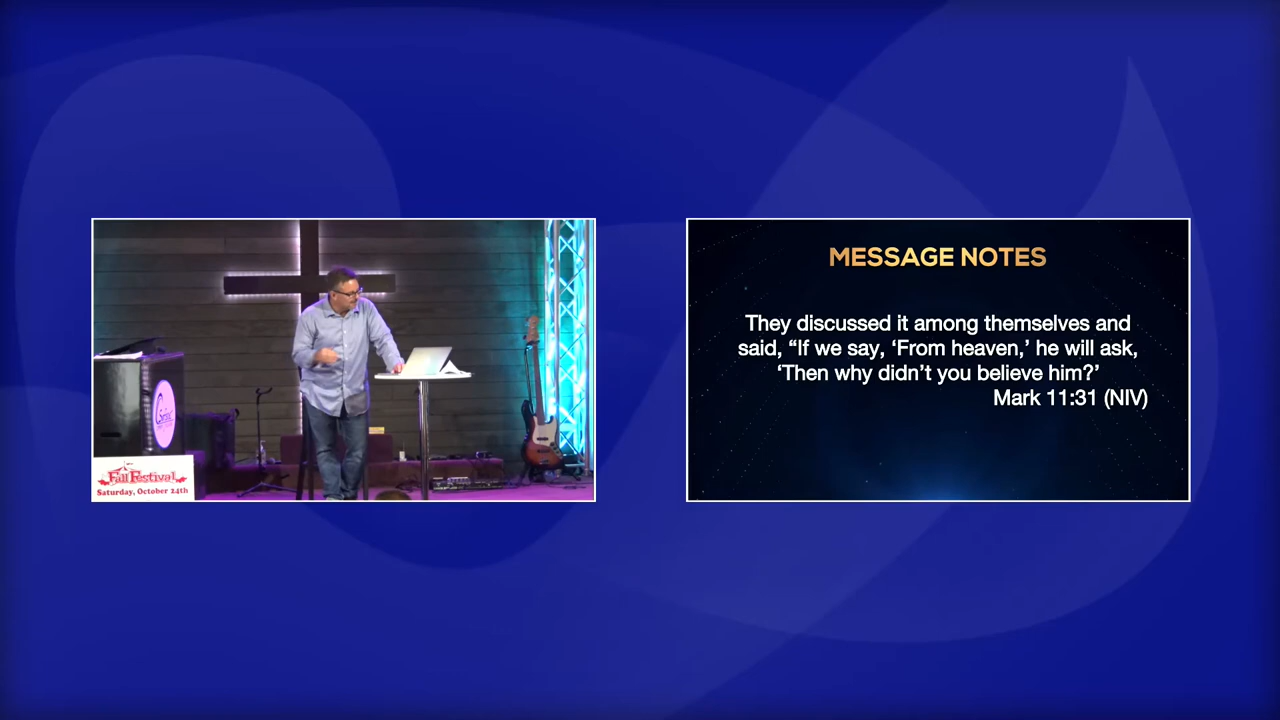 Fall Festival
Saturday, October 24th
MESSAGE NOTES
They discussed it among themselves and
said, “If we say, ‘From heaven,’ he will ask,
‘Then why didn’t you believe him?’
Mark 11:31 (NIV)